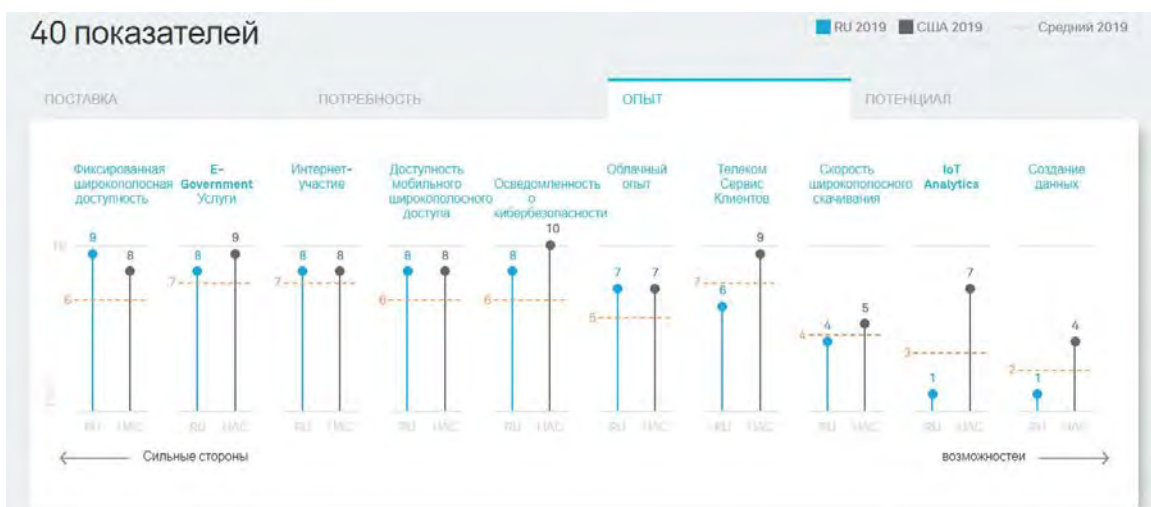 40 показателей
RU 2019 США 2019 Средний 2019
ПОСТАВКА ПОТРЕБНОСТЬ ОПЫТ ПОТЕНЦИАЛ
Фиксированная
широкополосная
доступность
E-
Government
Услуги
Интернет-
участие
Доступность
мобильного
широкополосного
доступа
Осведомленность
о
кибербезопасности
Облачный
опыт
Телеком
Сервис
Клиентов
Скорость
широкополосного
скачивания
IoT
Analytics
Создание
данных
10
9 8 6
8 9 7
8 8 7
8 8 6
8 10 6
7 7 5
6 9 7
4 5 4
1 7 3
1 4 2
RU НАС RU НАС RU НАС RU НАС RU НАС RU НАС RU НАС RU НАС RU НАС RU НАС
Сильные стороны
возможностей